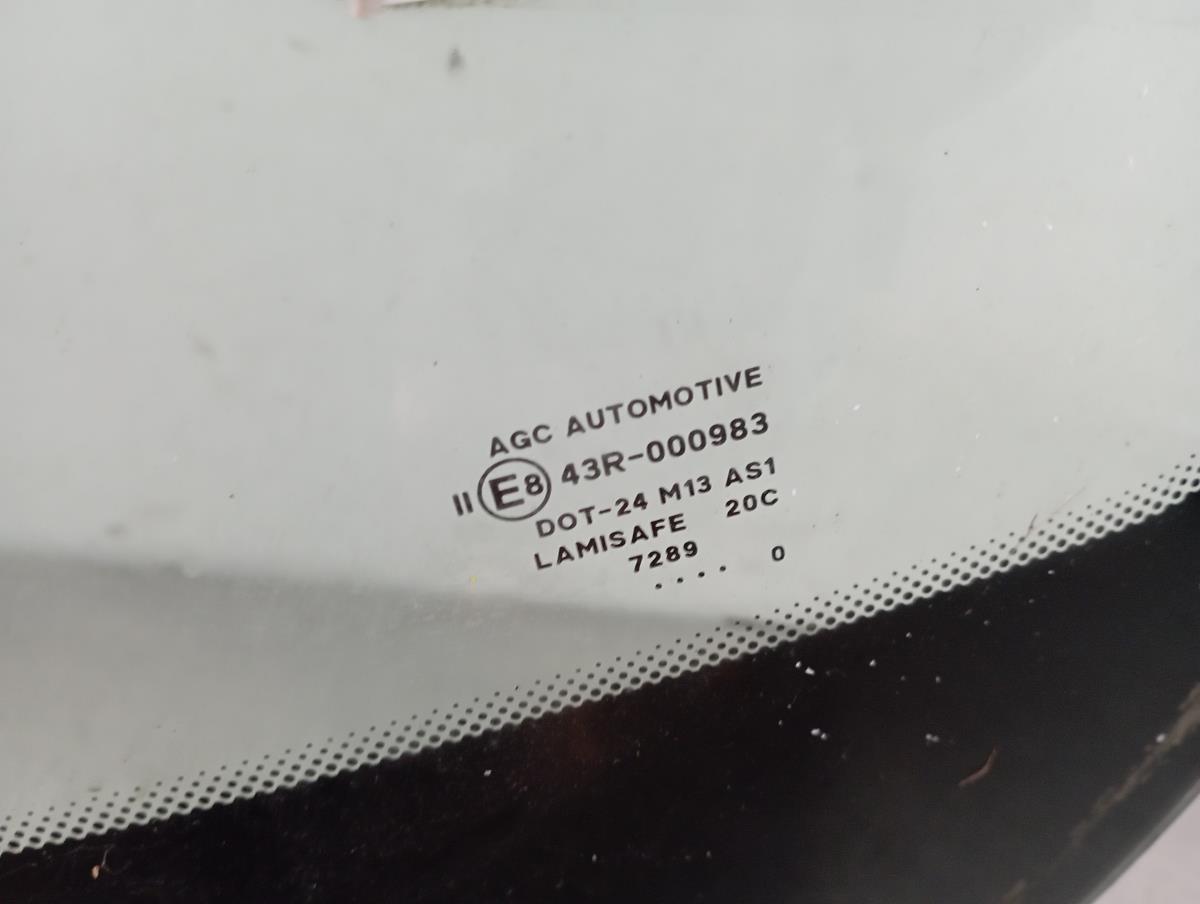 AGC AUTOMOTIVE
II E8 43R-000983
DOT-24 M13 AS1
LAMISAFE 20C
7289
.... 0